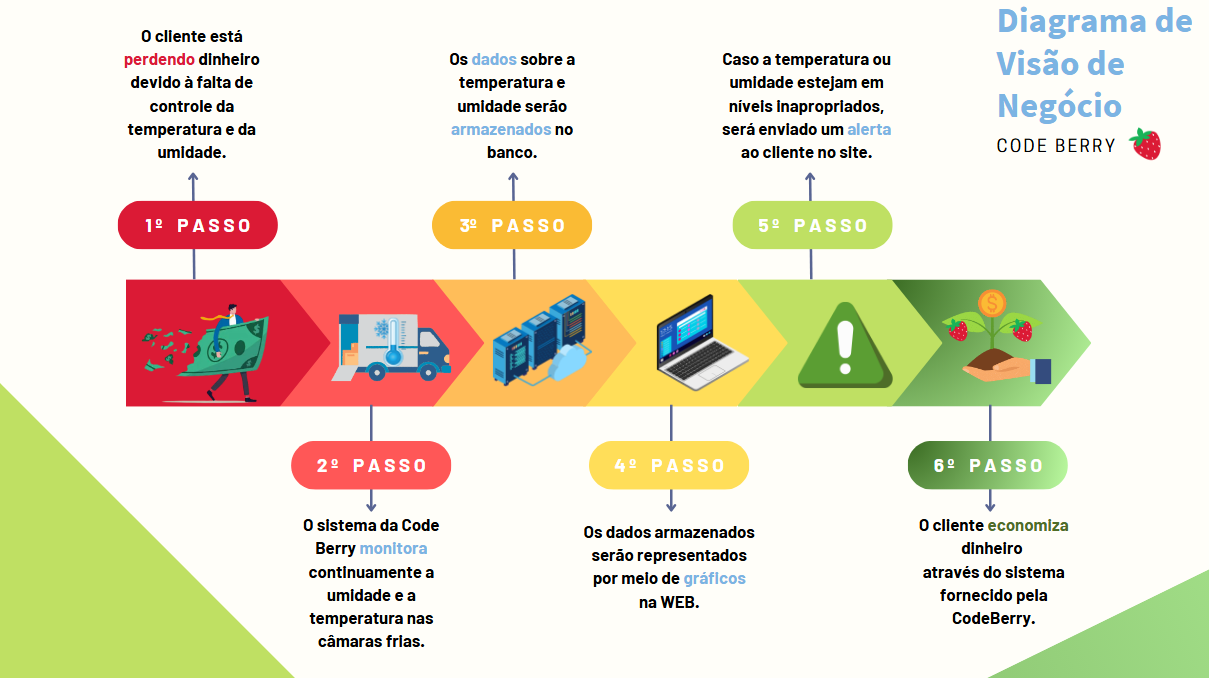 Diagrama de
Visão de
Negócio
CODE BERRY
O cliente está
perdendo dinheiro
devido à falta de
controle da
temperatura e da
umidade.
1º PASSO
O sistema da Code
Berry monitora
continuamente a
umidade e a
temperatura nas
câmaras frias.
2º PASSO
Os dados sobre a
temperatura e
umidade serão
armazenados no
banco.
3º PASSO
4º PASSO
Os dados armazenados
serão representados
por meio de gráficos
na WEB.
Caso a temperatura ou
umidade estejam em
níveis inapropriados,
será enviado um alerta
ao cliente no site.
5º PASSO
6º PASSO
O cliente economiza
dinheiro
através do sistema
fornecido pela
CodeBerry.